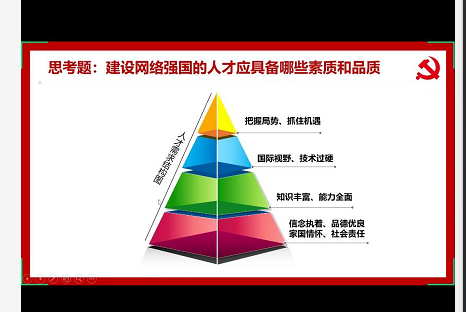 思考题：建设网络强国的人才应具备哪些素质和品质
把握局势、抓住机遇
人才需求结构图
国际视野、技术过硬
知识丰富、能力全面
信念执着、品德优良
家国情怀、社会责任